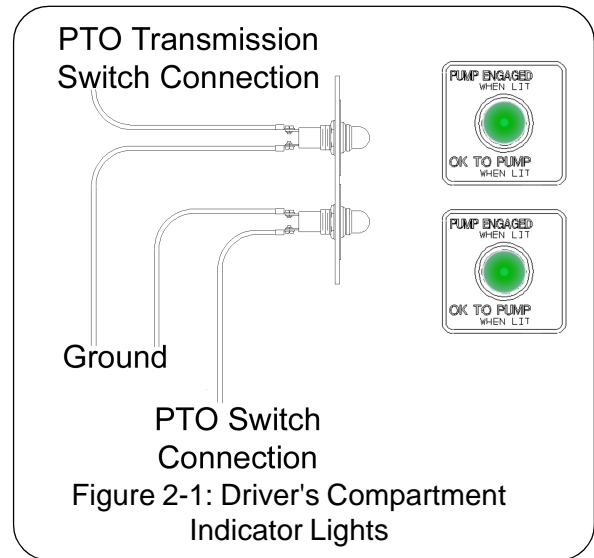 PTO Transmission
Switch Connection
PUMP ENGAGED
WHEN LIT
OK TO PUMP
WHEN LIT
PUMP ENGAGED
WHEN LIT
OK TO PUMP
WHEN LIT
Ground
PTO Switch
Connection
Figure 2-1: Driver's Compartment
Indicator Lights